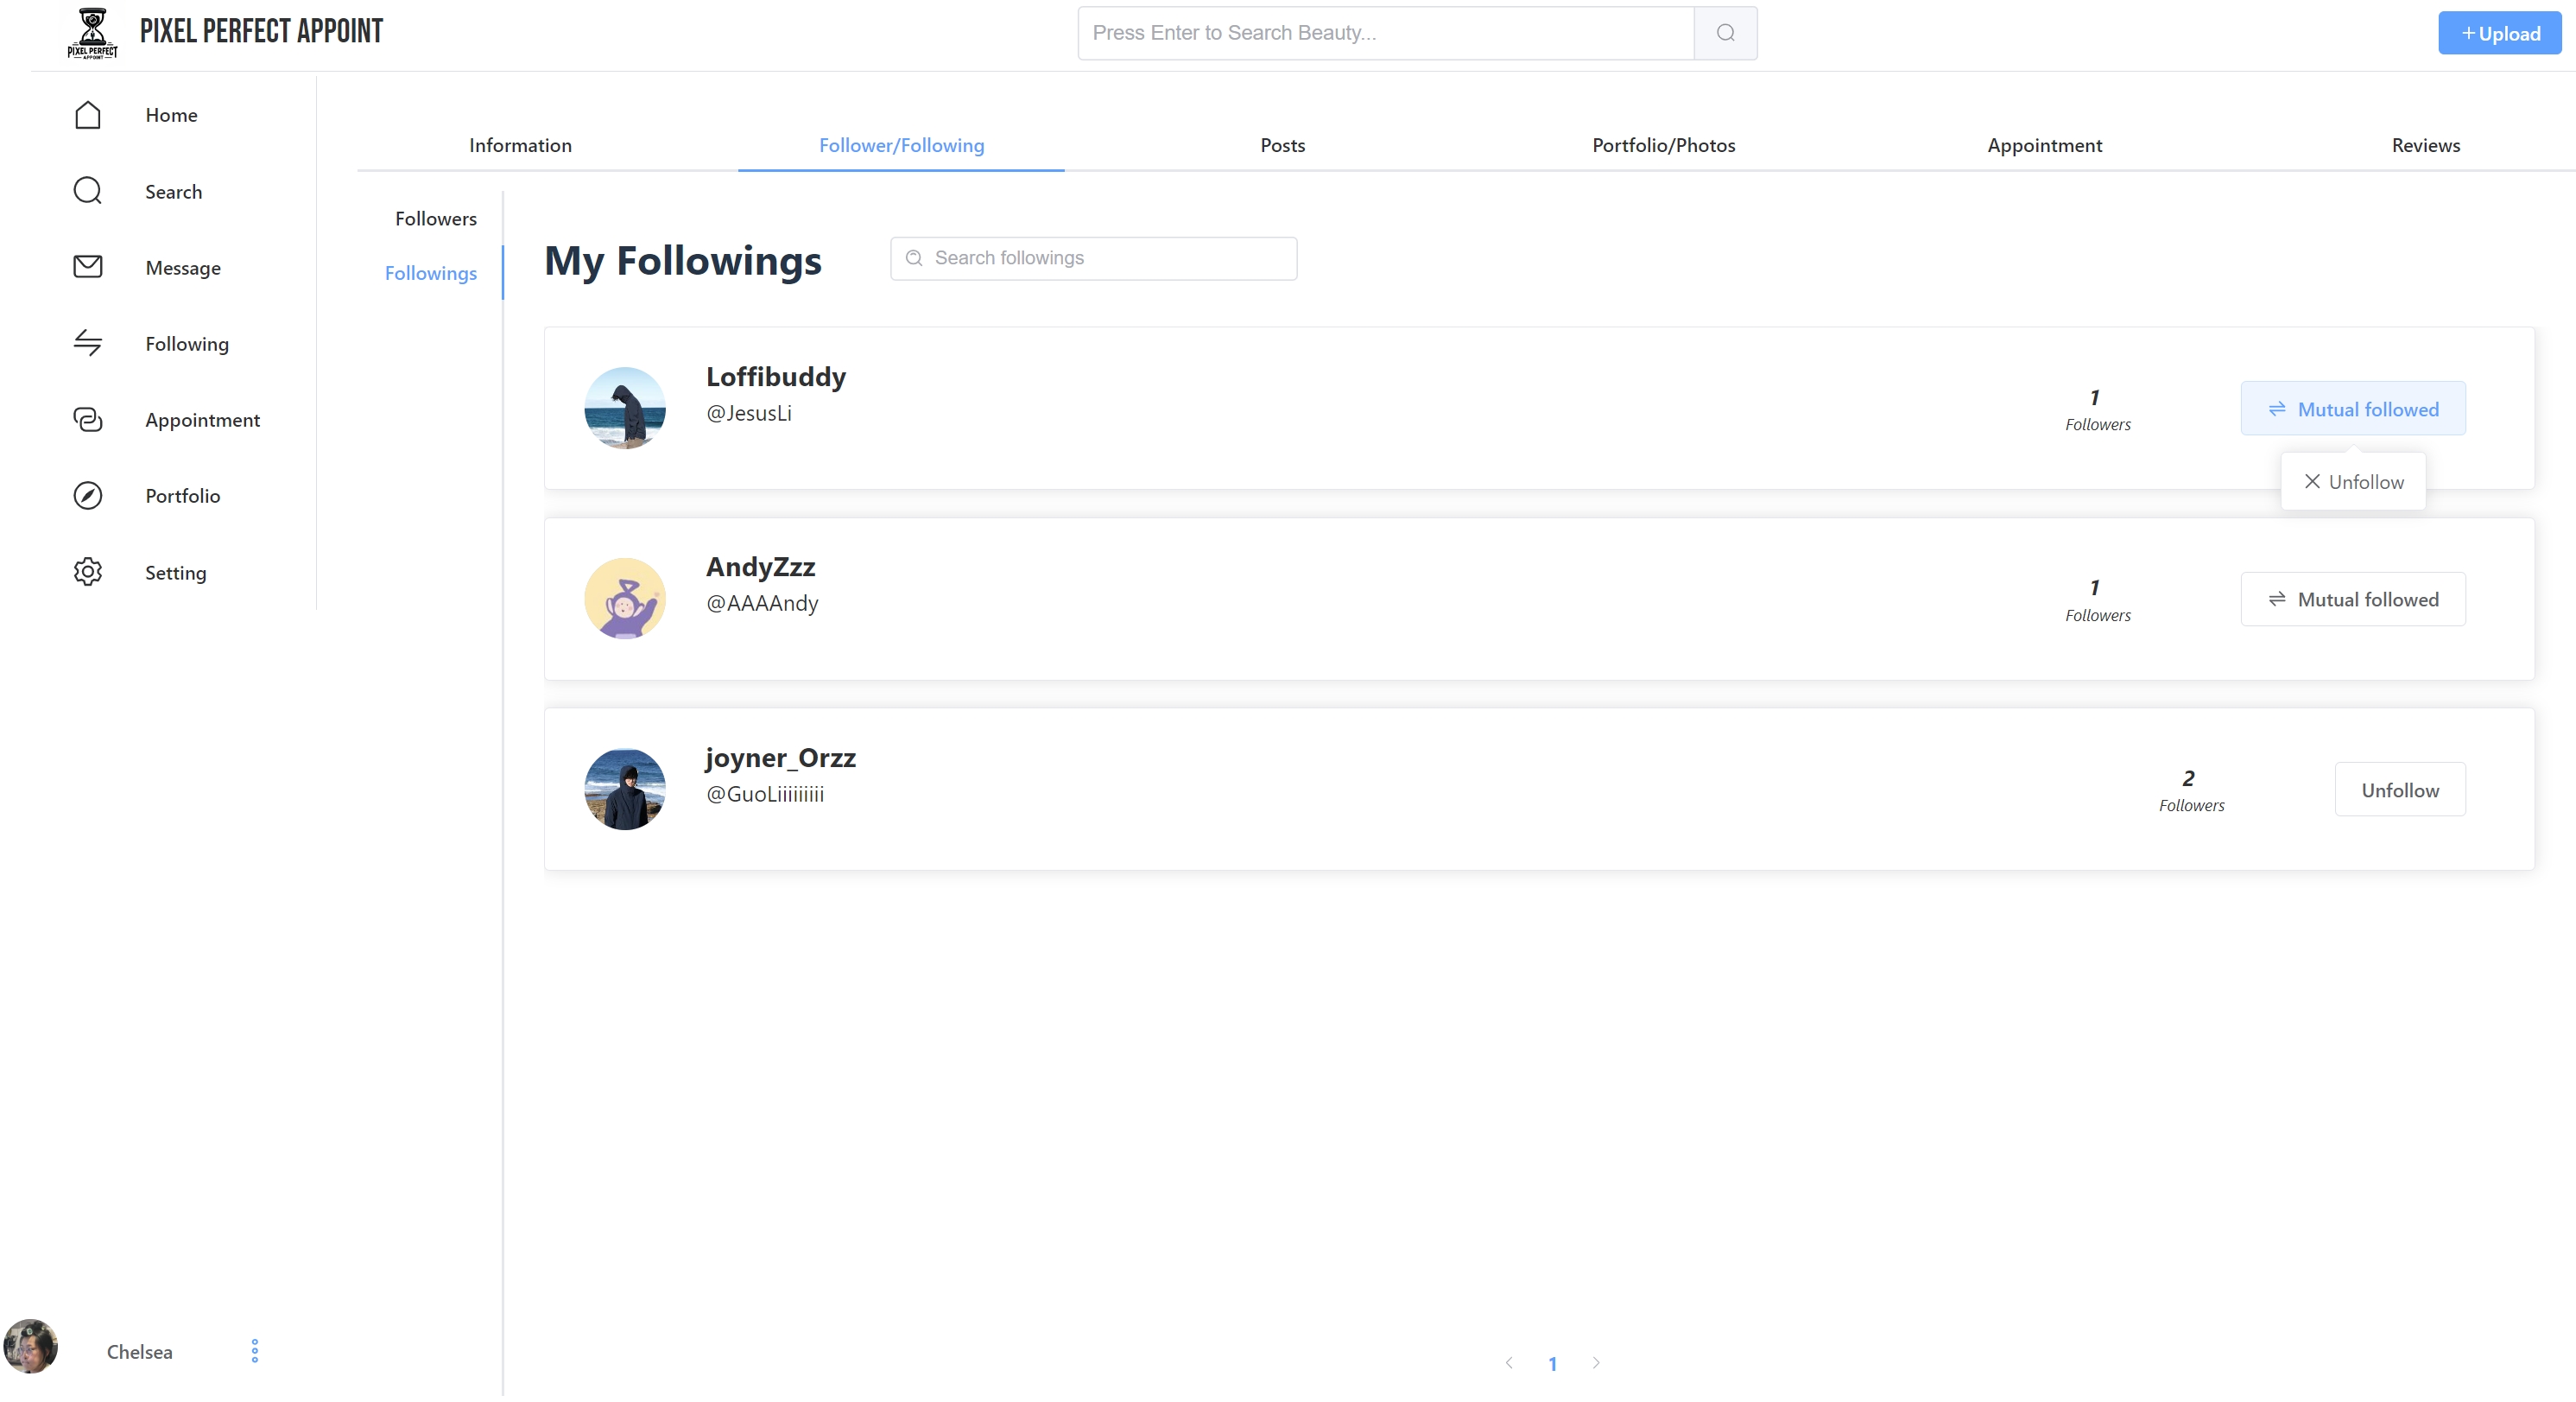 PIXEL PERFECT
APPOINT
PIXEL PERFECT APPOINT
Press Enter to Search Beauty...
+ Upload
Home
Search
Message
Following
Appointment
Portfolio
Setting
Information
Follower/Following
Posts
Portfolio/Photos
Appointment
Reviews
Followers
Followings
My Followings
Search followings
Loffibuddy
@JesusLi
1
Followers
Mutual followed
Unfollow
AndyZzz
@AAAAndy
1
Followers
Mutual followed
joyner_Orzz
@GuoLiiiiiiiii
2
Followers
Unfollow
Chelsea
1